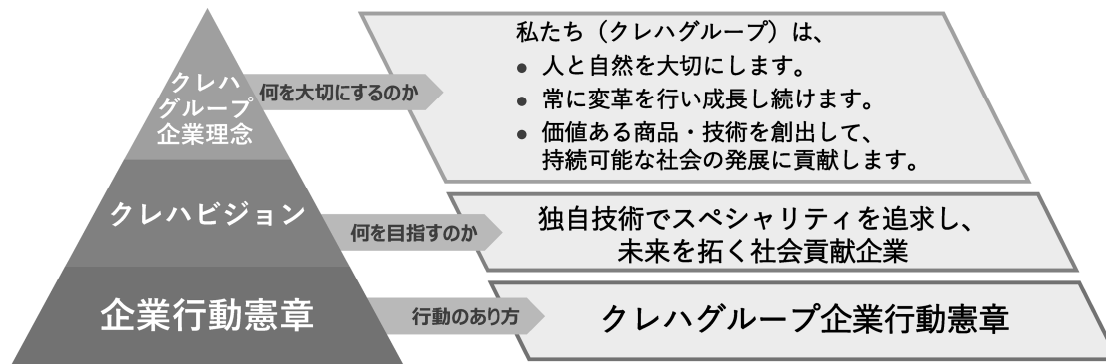 クレハ
グループ
企業理念
何を大切にするのか
私たち（クレハグループ）は、
● 人と自然を大切にします。
● 常に変革を行い成長し続けます。
● 価値ある商品・技術を創出して、
持続可能な社会の発展に貢献します。
クレハビジョン
何を目指すのか
独自技術でスペシャリティを追求し、
未来を拓く社会貢献企業
企業行動憲章
行動のあり方
クレハグループ企業行動憲章